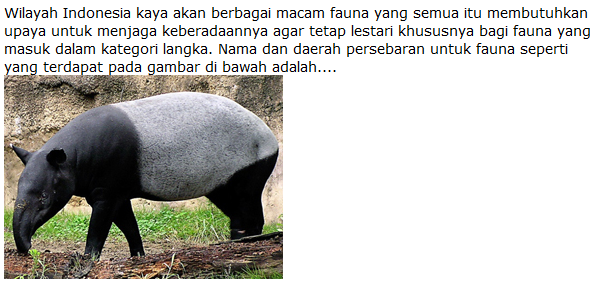 Wilayah Indonesia kaya akan berbagai macam fauna yang semua itu membutuhkan
upaya untuk menjaga keberadaannya agar tetap lestari khususnya bagi fauna yang
masuk dalam kategori langka. Nama dan daerah persebaran untuk fauna seperti
yang terdapat pada gambar di bawah adalah....